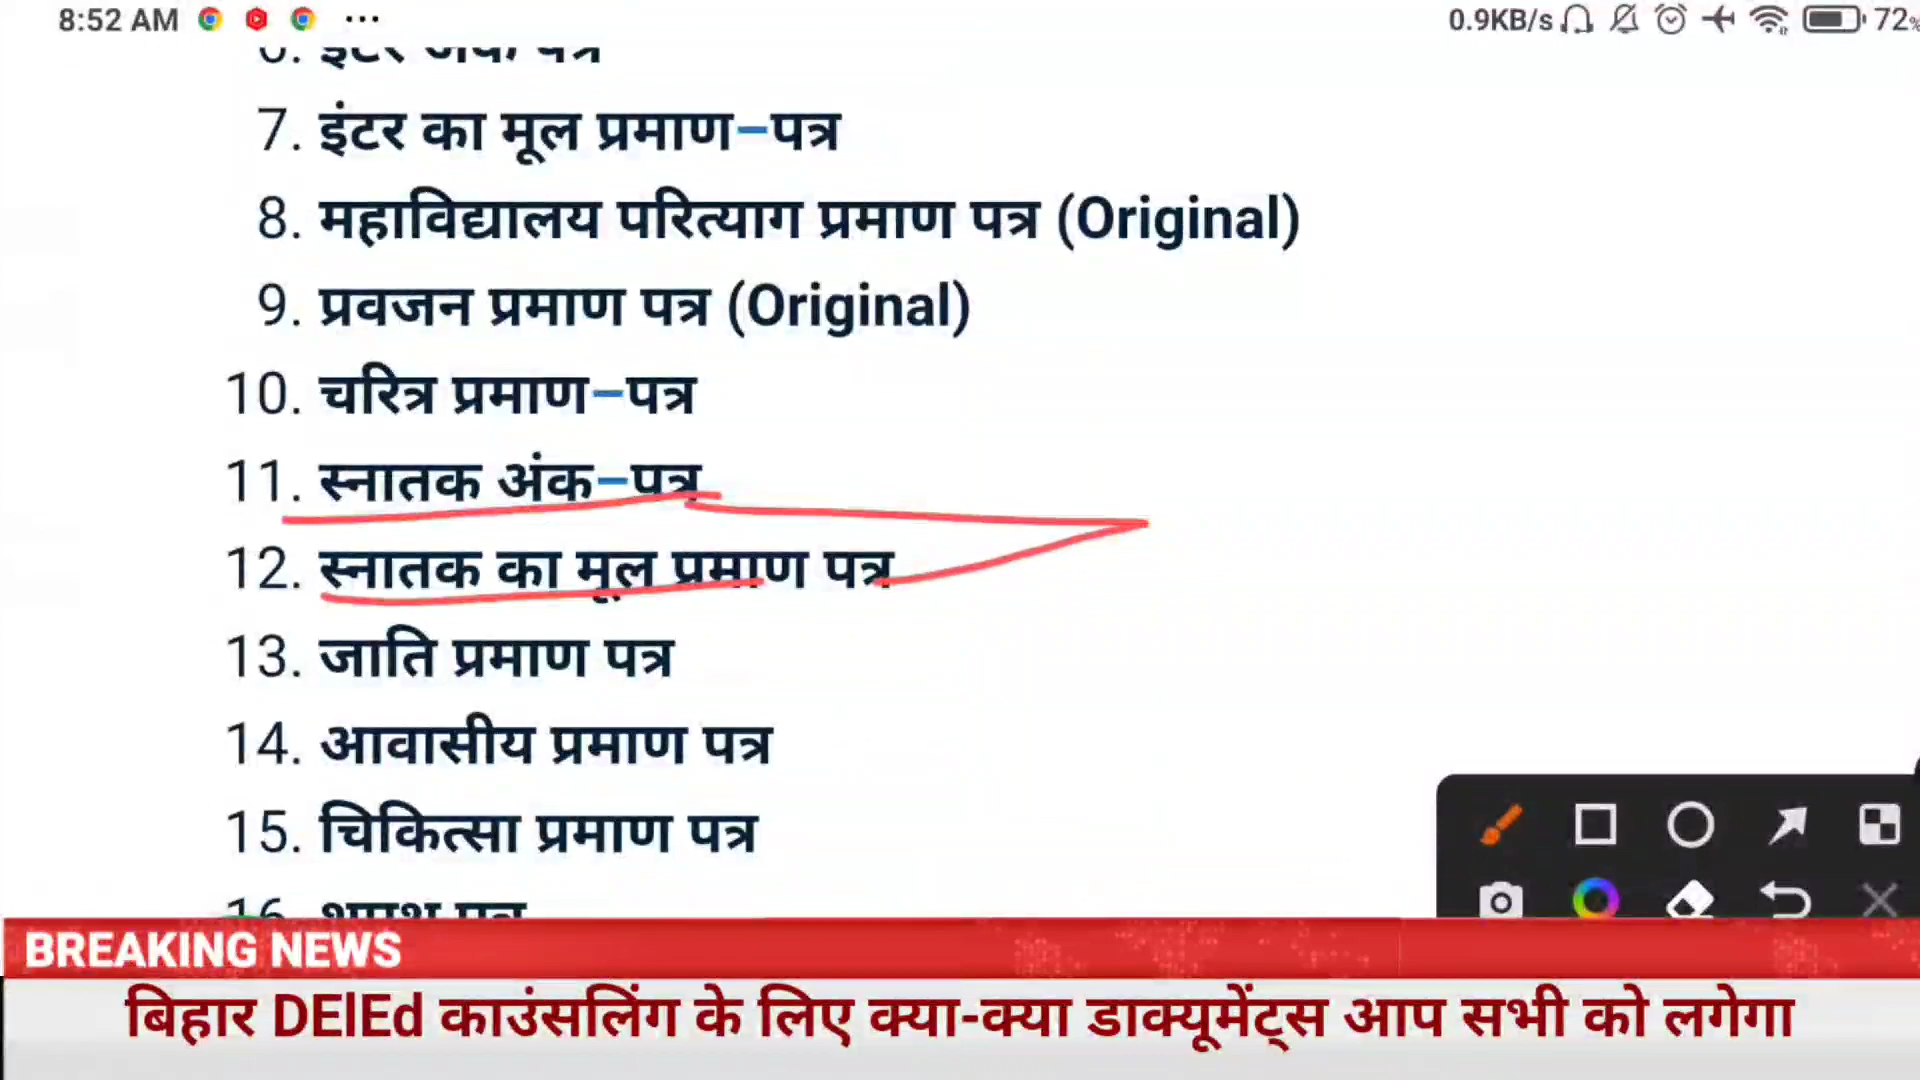 8:52 AM ... 0.9KB/s 72%
7. इंटर का मूल प्रमाण-पत्र
8. महाविद्यालय परित्याग प्रमाण पत्र (Original)
9. प्रवजन प्रमाण पत्र (Original)
10. चरित्र प्रमाण-पत्र
11. स्नातक अंक-पत्र
12. स्नातक का मूल प्रमाण पत्र
13. जाति प्रमाण पत्र
14. आवासीय प्रमाण पत्र
15. चिकित्सा प्रमाण पत्र
BREAKING NEWS
बिहार DElEd काउंसलिंग के लिए क्या-क्या डाक्यूमेंट्स आप सभी को लगेगा